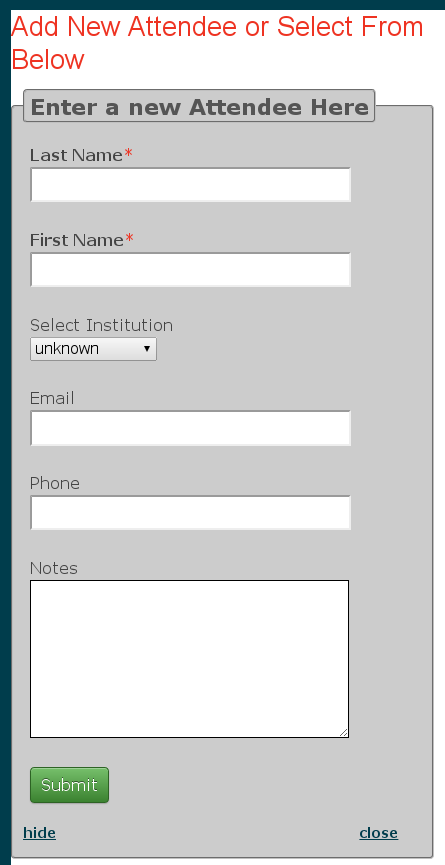 Add New Attendee or Select From
Below
Enter a new Attendee Here
Last Name*
First Name*
Select Institution
unknown
Email
Phone
Notes
Submit
hide close